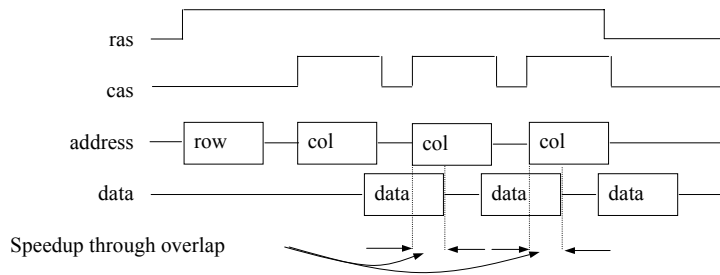 ras
cas
address row col col col
data data data data
Speedup through overlap